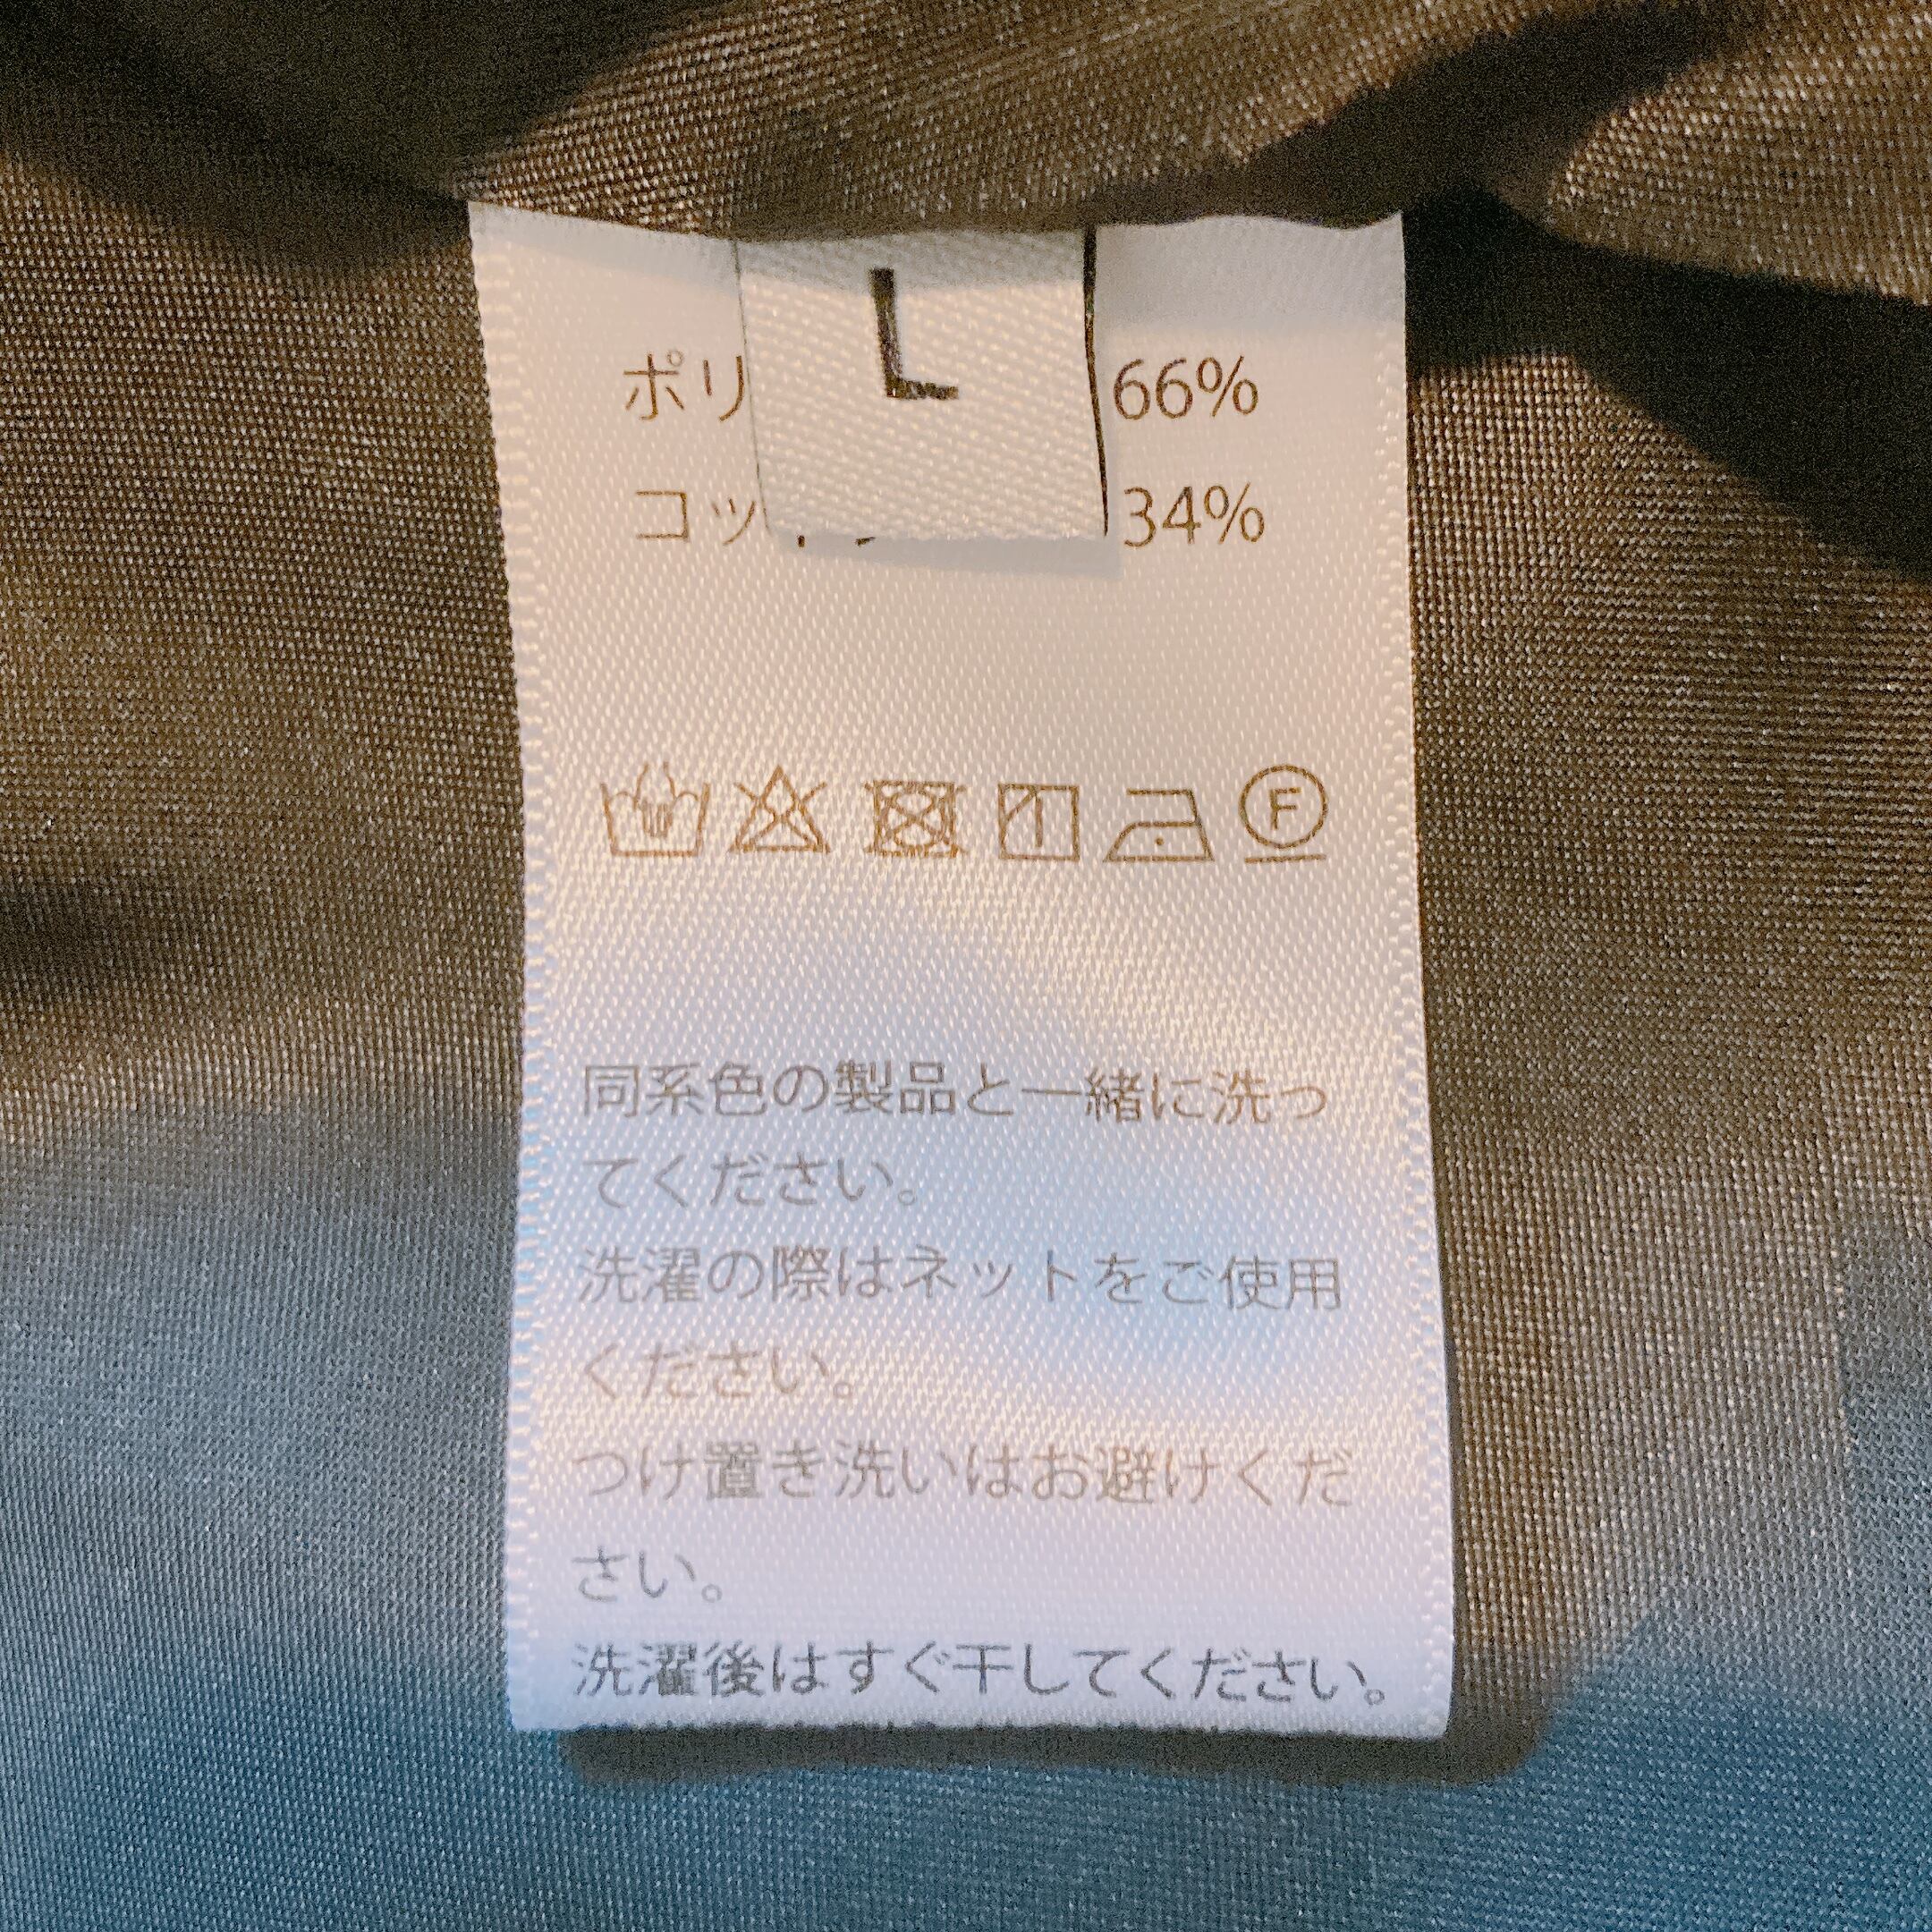 L
ポリ 66%
コッ 34%
F
同系色の製品と一緒に洗っ
てください。
洗濯の際はネットをご使用
ください。
つけ置き洗いはお避けくだ
さい。
洗濯後はすぐ干してください。